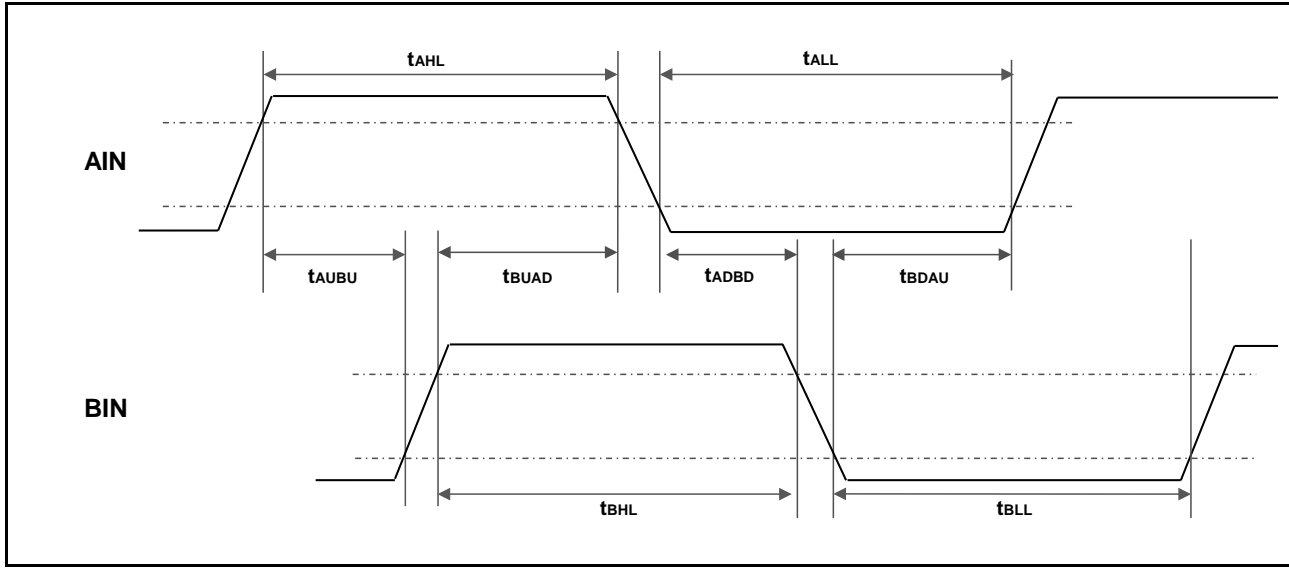 tAHL tALL
AIN
tAUBU tBUAD tADBD tBDAU
BIN
tBHL tBLL